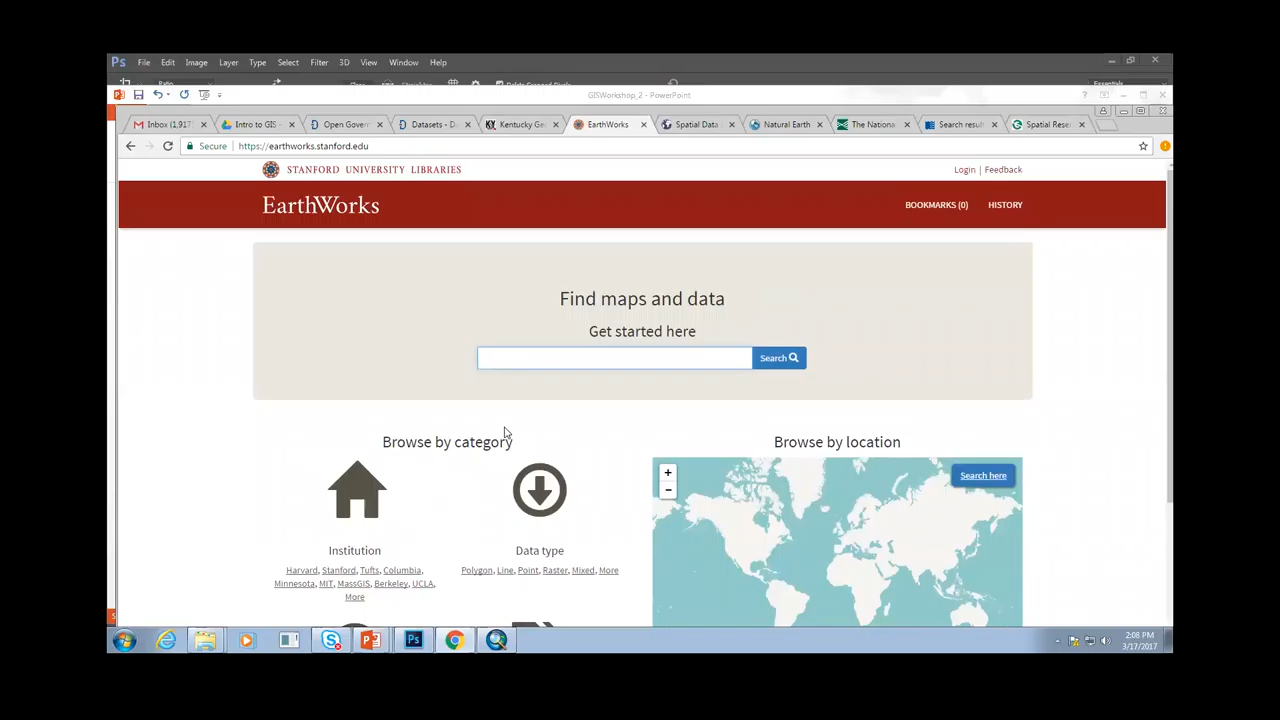 Ps File Edit Image Layer Type Select Filter 3D View Window Help
GISWorkshop_2 - PowerPoint
Inbox (1,917 Intro to GIS - Open Gover Datasets - D Kentucky Ge EarthWorks Spatial Data Natural Earth The Nationa Search resul Spatial Rese
Secure https://earthworks.stanford.edu
STANFORD UNIVERSITY LIBRARIES
Login | Feedback
EarthWorks
BOOKMARKS (0) HISTORY
Find maps and data
Get started here
Search
Browse by category
Browse by location
+
−
Search here
Institution
Harvard, Stanford, Tufts, Columbia,
Minnesota, MIT, MassGIS, Berkeley, UCLA,
More
Data type
Polygon, Line, Point, Raster, Mixed, More
Ps
2:08 PM
3/17/2017